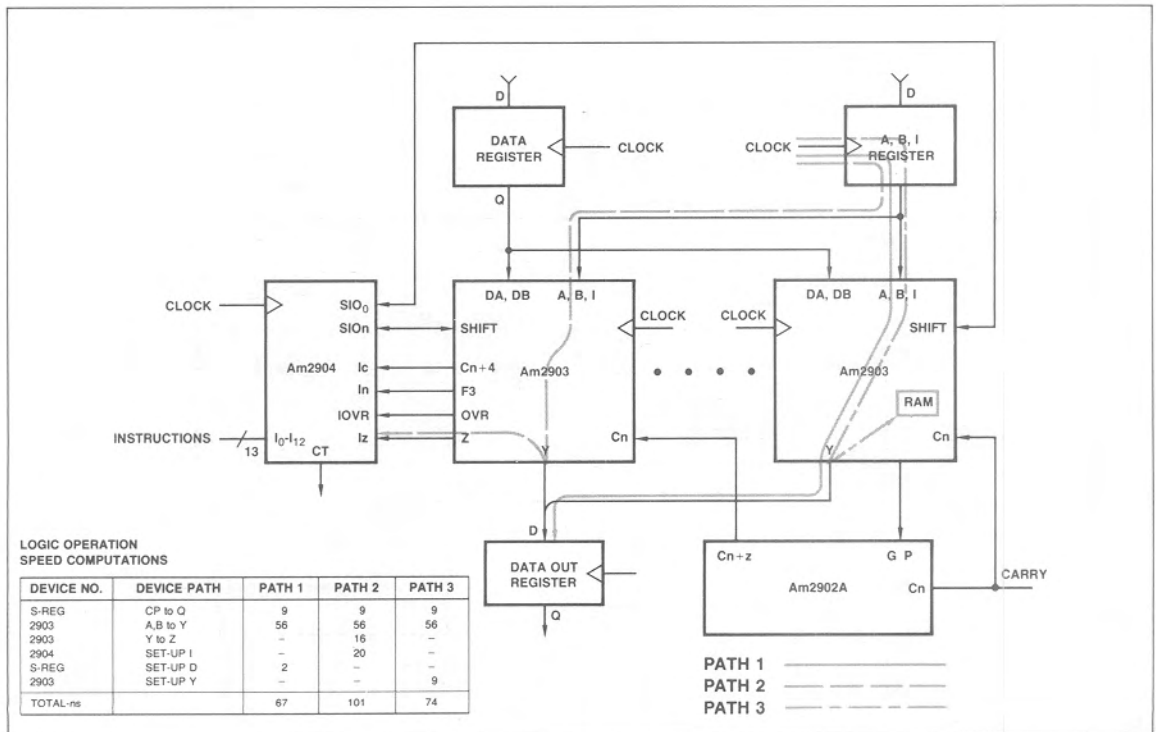 D
D
DATA
REGISTER
CLOCK
CLOCK
A, B, I
REGISTER
Q
CLOCK
SIO0
SIOn
Ic
In
IOVR
Iz
Am2904
INSTRUCTIONS
13
I0-I12
CT
DA, DB
A, B, I
SHIFT
Cn+4
F3
OVR
Z
Am2903
Y
Cn
CLOCK
CLOCK
DA, DB
A, B, I
SHIFT
Am2903
RAM
Cn
Y
D
DATA OUT
REGISTER
Q
Cn+z
G P
Am2902A
Cn
CARRY
LOGIC OPERATION
SPEED COMPUTATIONS
DEVICE NO. DEVICE PATH PATH 1 PATH 2 PATH 3
S-REG CP to Q 9 9 9
2903 A,B to Y 56 56 56
2903 Y to Z – 16 –
2904 SET-UP I – 20 –
S-REG SET-UP D 2 – –
2903 SET-UP Y – – 9
TOTAL-ns 67 101 74
PATH 1
PATH 2
PATH 3